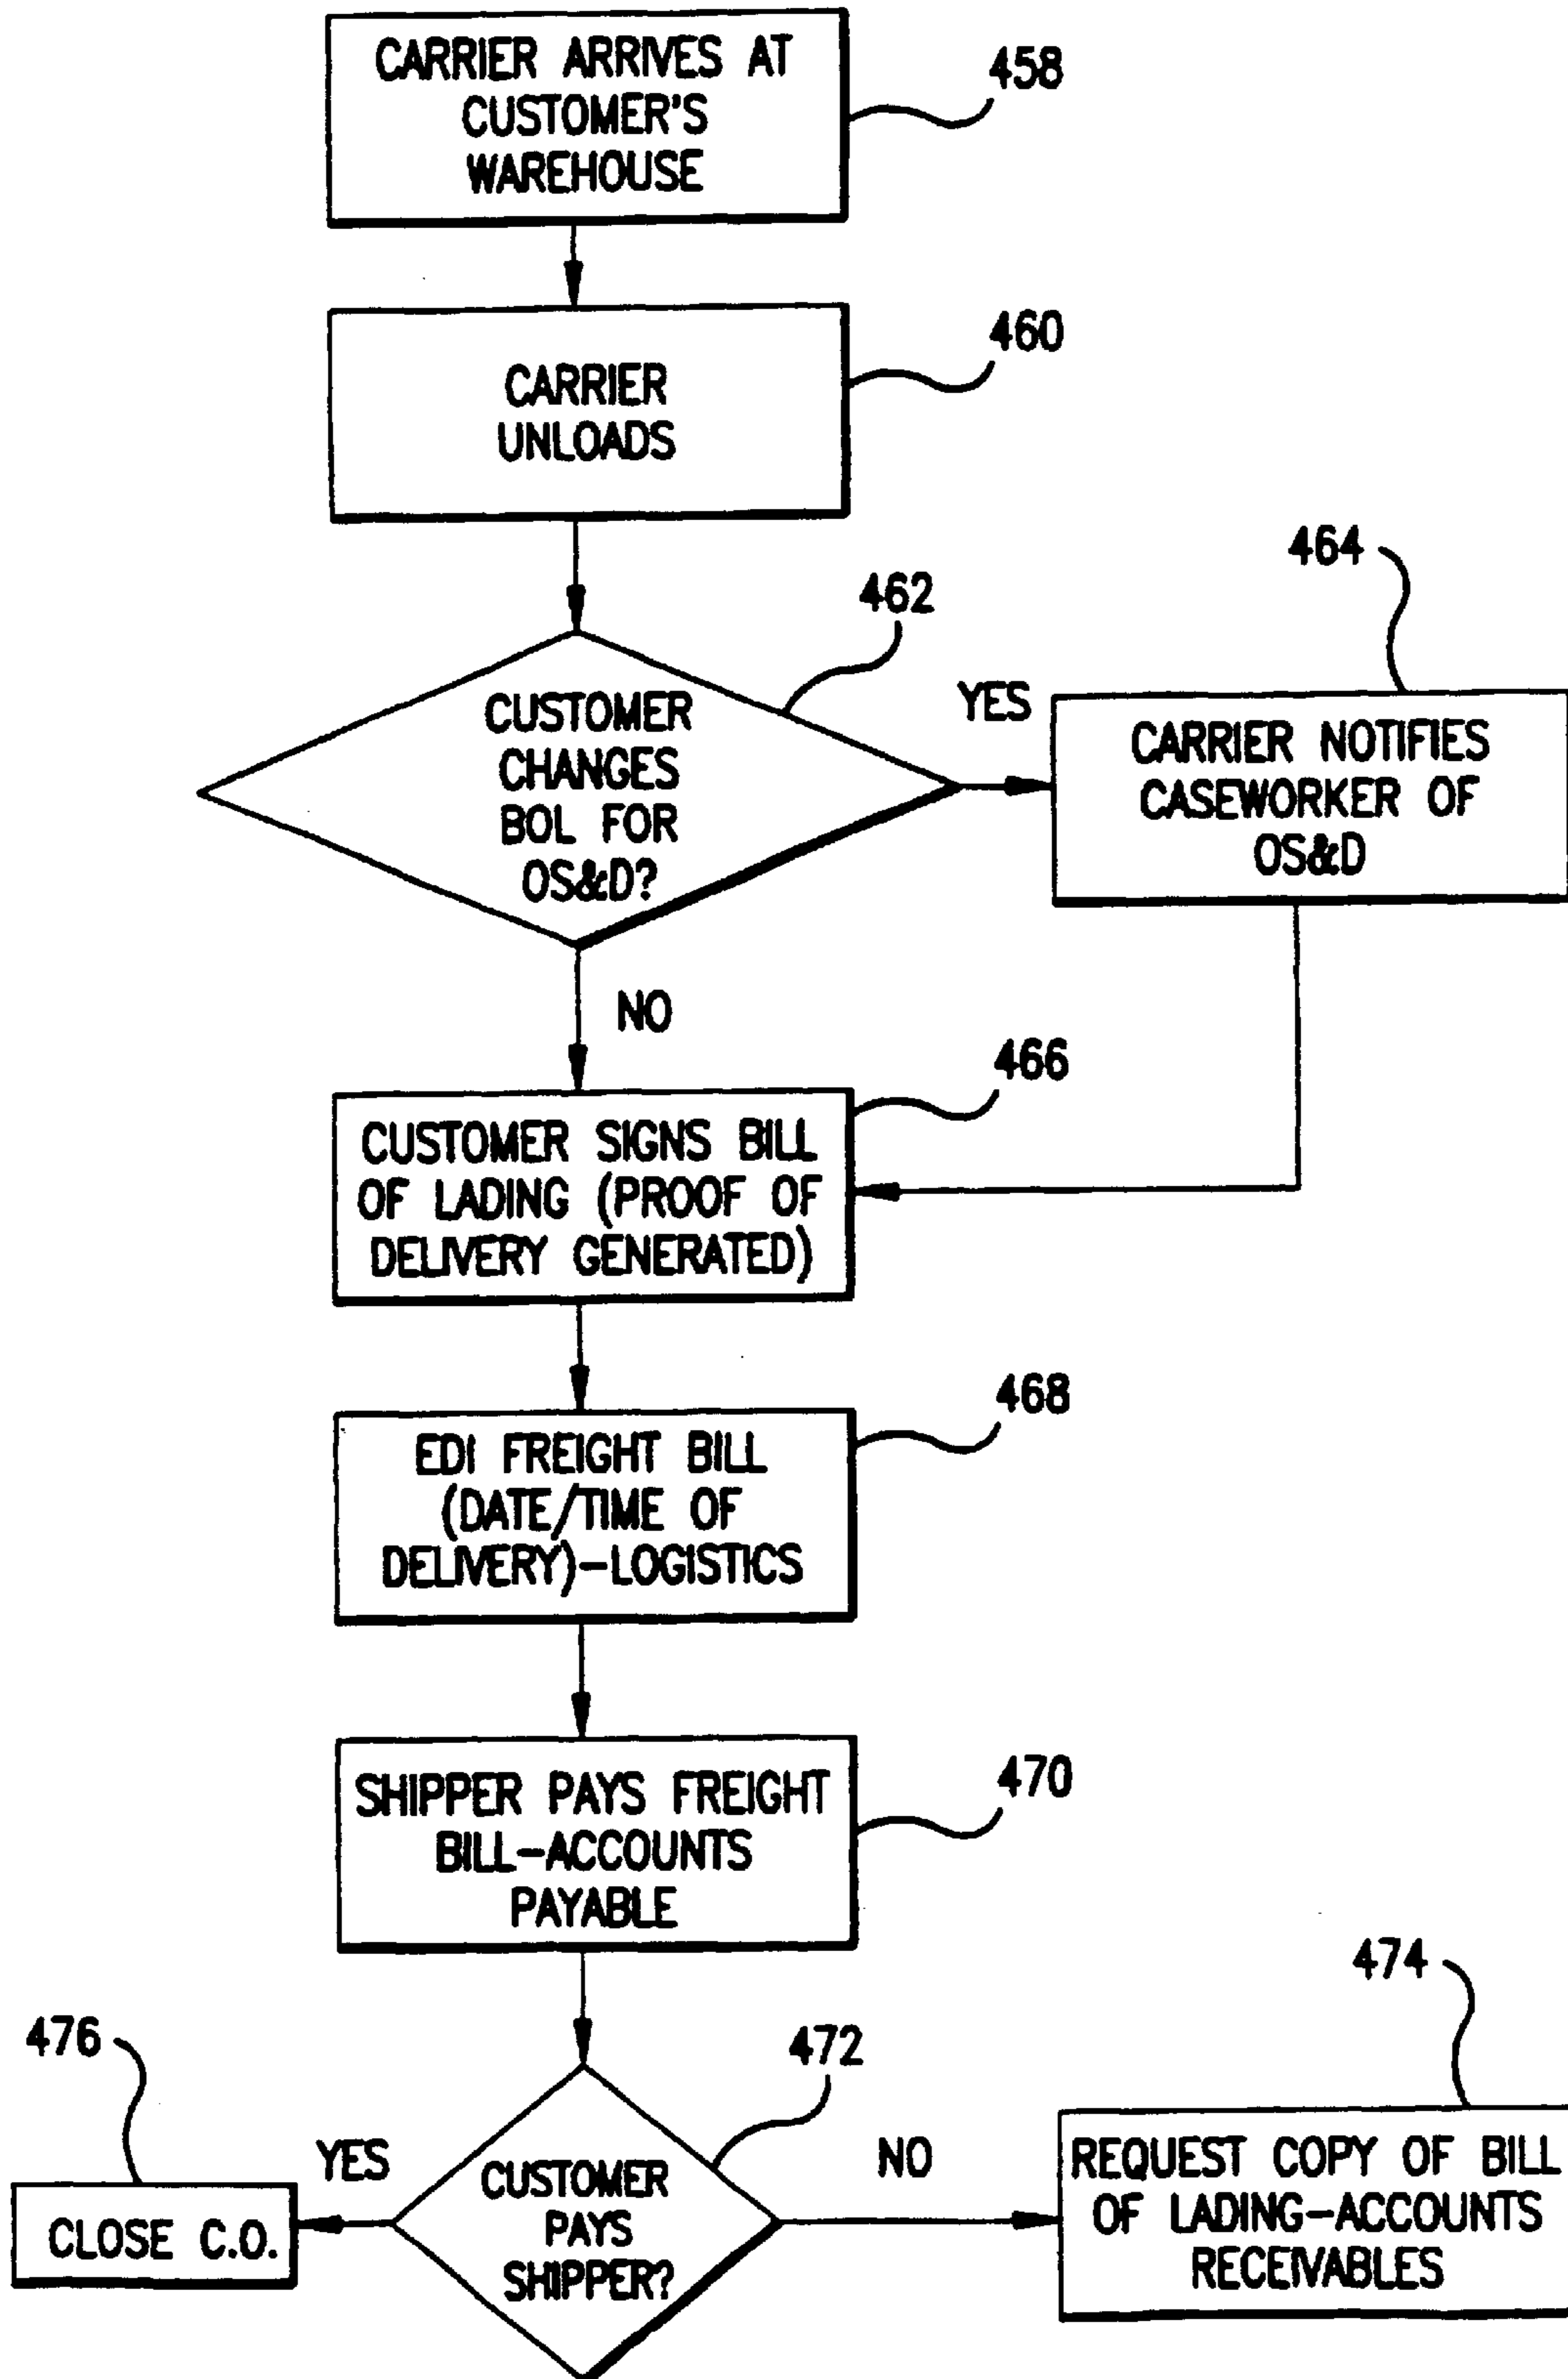 CARRIER ARRIVES AT
CUSTOMER'S
WAREHOUSE
458
CARRIER
UNLOADS
460
CUSTOMER
CHANGES
BOL FOR
OS&D?
462
YES
464
CARRIER NOTIFIES
CASEWORKER OF
OS&D
NO
466
CUSTOMER SIGNS BILL
OF LADING (PROOF OF
DELIVERY GENERATED)
468
EDI FREIGHT BILL
(DATE/TIME OF
DELIVERY)-LOGISTICS
470
SHIPPER PAYS FREIGHT
BILL-ACCOUNTS
PAYABLE
472
CUSTOMER
PAYS
SHIPPER?
YES
476
CLOSE C.O.
NO
474
REQUEST COPY OF BILL
OF LADING-ACCOUNTS
RECEIVABLES